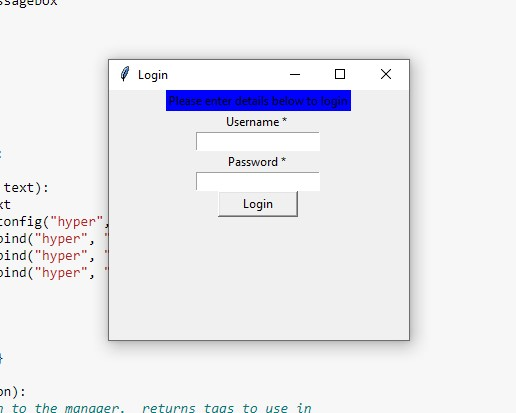 ssagebox
Login
Please enter details below to login
Username *
Password *
Login
:
text):
xt
config("hyper",
bind("hyper", "
bind("hyper", "
bind("hyper", "
}
on):
n to the manager. returns tags to use in